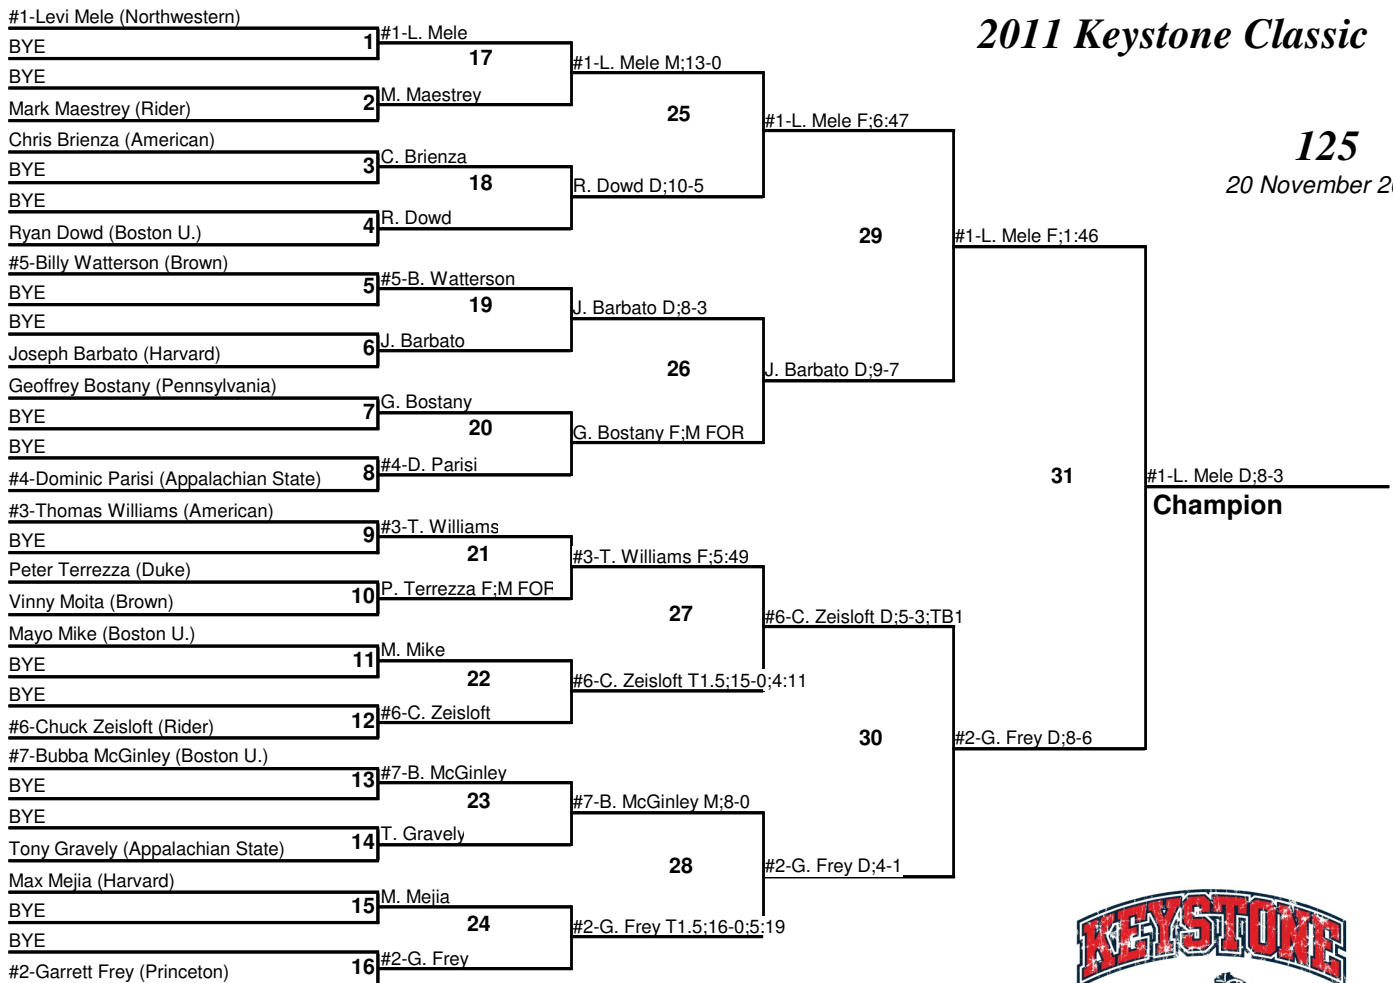 2011 Keystone Classic
125
20 November 20
#1-Levi Mele (Northwestern)
BYE
1
#1-L. Mele
BYE
Mark Maestrey (Rider)
2
M. Maestrey
17
#1-L. Mele M;13-0
Chris Brienza (American)
BYE
3
C. Brienza
BYE
Ryan Dowd (Boston U.)
4
R. Dowd
18
R. Dowd D;10-5
25
#1-L. Mele F;6:47
#5-Billy Watterson (Brown)
BYE
5
#5-B. Watterson
BYE
Joseph Barbato (Harvard)
6
J. Barbato
19
J. Barbato D;8-3
Geoffrey Bostany (Pennsylvania)
BYE
7
G. Bostany
BYE
#4-Dominic Parisi (Appalachian State)
8
#4-D. Parisi
20
G. Bostany F;M FOR
26
J. Barbato D;9-7
29
#1-L. Mele F;1:46
#3-Thomas Williams (American)
BYE
9
#3-T. Williams
Peter Terrezza (Duke)
Vinny Moita (Brown)
10
P. Terrezza F;M FOR
21
#3-T. Williams F;5:49
Mayo Mike (Boston U.)
BYE
11
M. Mike
BYE
#6-Chuck Zeisloft (Rider)
12
#6-C. Zeisloft
22
#6-C. Zeisloft T1.5;15-0;4:11
27
#6-C. Zeisloft D;5-3;TB1
#7-Bubba McGinley (Boston U.)
BYE
13
#7-B. McGinley
BYE
Tony Gravely (Appalachian State)
14
T. Gravely
23
#7-B. McGinley M;8-0
Max Mejia (Harvard)
BYE
15
M. Mejia
BYE
#2-Garrett Frey (Princeton)
16
#2-G. Frey
24
#2-G. Frey T1.5;16-0;5:19
28
#2-G. Frey D;4-1
30
#2-G. Frey D;8-6
31
#1-L. Mele D;8-3
Champion
KEYSTONE